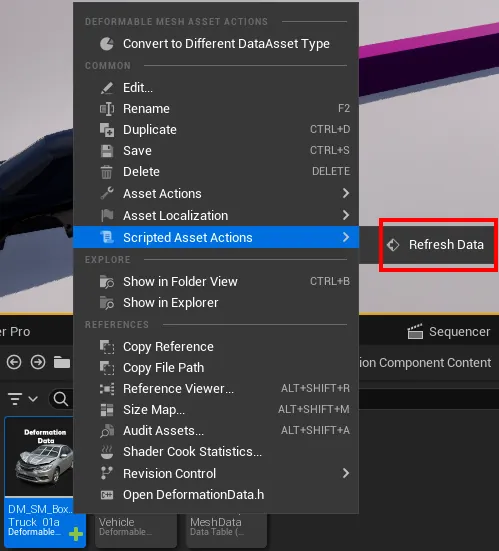 DEFORMABLE MESH ASSET ACTIONS
Convert to Different DataAsset Type
COMMON
Edit...
Rename F2
Duplicate CTRL+D
Save CTRL+S
Delete DELETE
Asset Actions
Asset Localization
Scripted Asset Actions
Refresh Data
EXPLORE
Show in Folder View CTRL+B
Show in Explorer
REFERENCES
er Pro
Sequencer
Copy Reference
Copy File Path
ion Component Content
Reference Viewer... ALT+SHIFT+R
Size Map... ALT+SHIFT+M
Audit Assets... ALT+SHIFT+A
Shader Cook Statistics...
Revision Control
Open DeformationData.h
Deformation
Data
DM_SM_Box...
Truck_01a
Deformable...
Vehicle
Deformable...
MeshData
Data Table (...